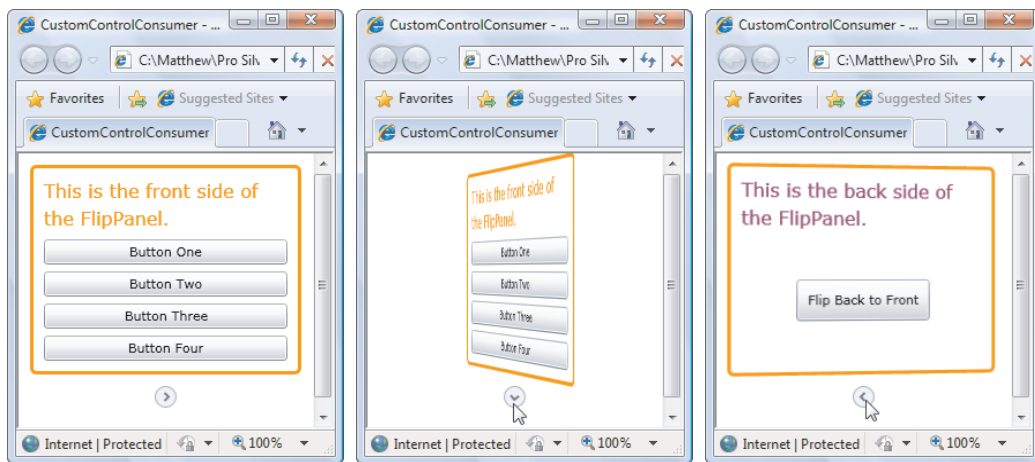 CustomControlConsumer - ...
C:\Matthew\Pro Silv
Favorites
Suggested Sites
CustomControlConsumer
This is the front side of
the FlipPanel.
Button One
Button Two
Button Three
Button Four
Internet | Protected
100%
CustomControlConsumer - ...
C:\Matthew\Pro Silv
Favorites
Suggested Sites
CustomControlConsumer
This is the front side of
the FlipPanel.
Button One
Button Two
Button Three
Button Four
Internet | Protected
100%
CustomControlConsumer - ...
C:\Matthew\Pro Silv
Favorites
Suggested Sites
CustomControlConsumer
This is the back side of
the FlipPanel.
Flip Back to Front
Internet | Protected
100%